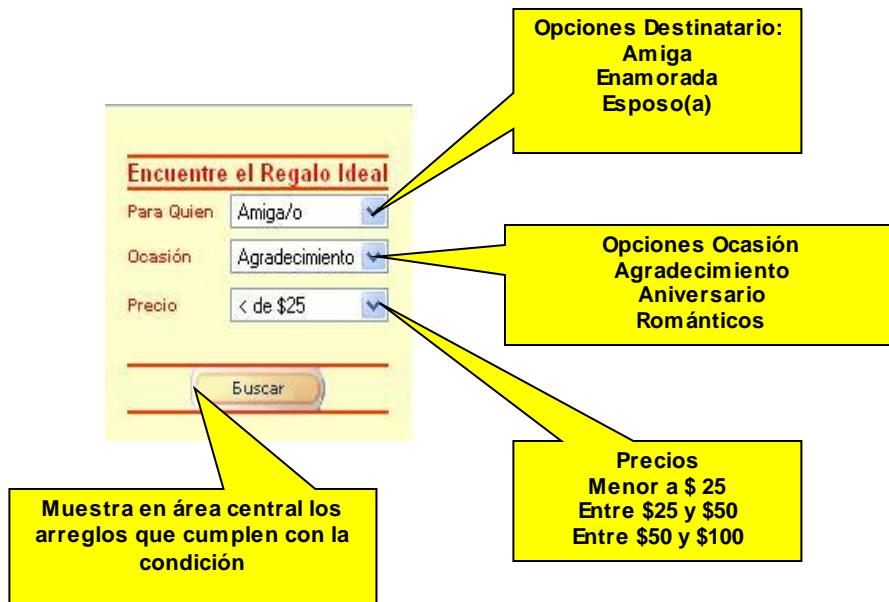 Opciones Destinatario:
Amiga
Enamorada
Esposo(a)
Encuentre el Regalo Ideal
Para Quien Amiga/o
Ocasión Agradecimiento
Precio < de $25
Buscar
Opciones Ocasión
Agradecimiento
Aniversario
Románticos
Precios
Menor a $ 25
Entre $25 y $50
Entre $50 y $100
Muestra en área central los
arreglos que cumplen con la
condición